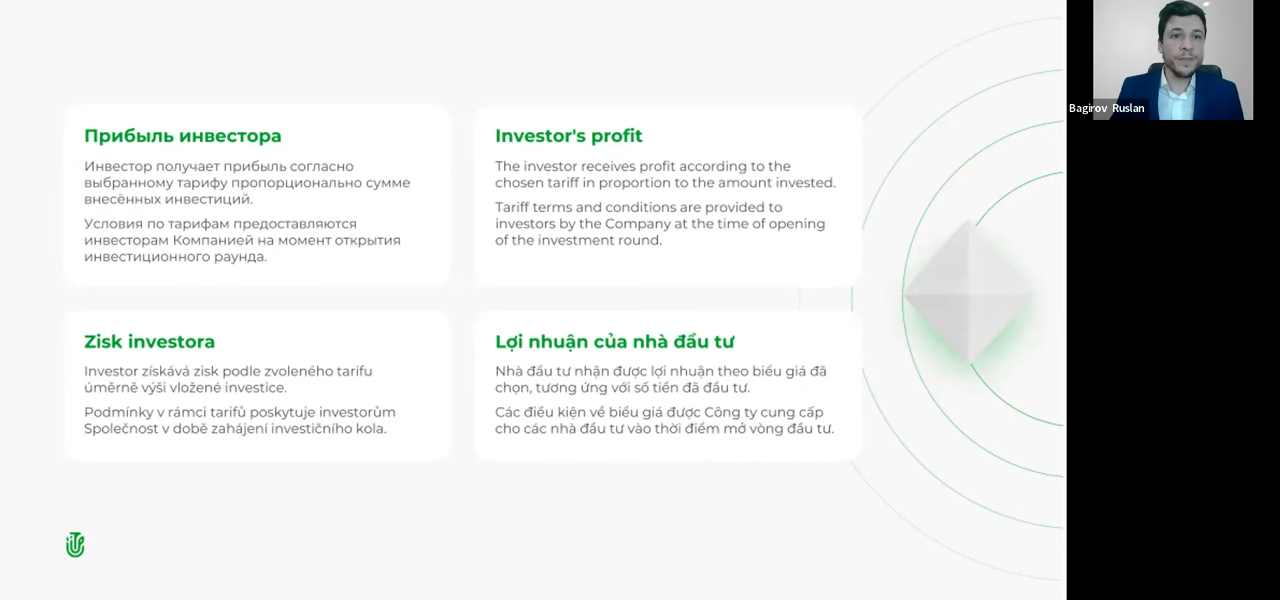 Прибыль инвестора
Инвестор получает прибыль согласно
выбранному тарифу пропорционально сумме
внесённых инвестиций.
Условия по тарифам предоставляются
инвесторам Компанией на момент открытия
инвестиционного раунда.
Investor's profit
The investor receives profit according to the
chosen tariff in proportion to the amount invested.
Tariff terms and conditions are provided to
investors by the Company at the time of opening
of the investment round.
Zisk investora
Investor získává zisk podle zvoleného tarifu
úměrně výši vložené investice.
Podmínky v rámci tarifů poskytuje investorům
Společnost v době zahájení investičního kola.
Lợi nhuận của nhà đầu tư
Nhà đầu tư nhận được lợi nhuận theo biểu giá đã
chọn, tương ứng với số tiền đã đầu tư.
Các điều kiện về biểu giá được Công ty cung cấp
cho các nhà đầu tư vào thời điểm mở vòng đầu tư.
Bagirov Ruslan